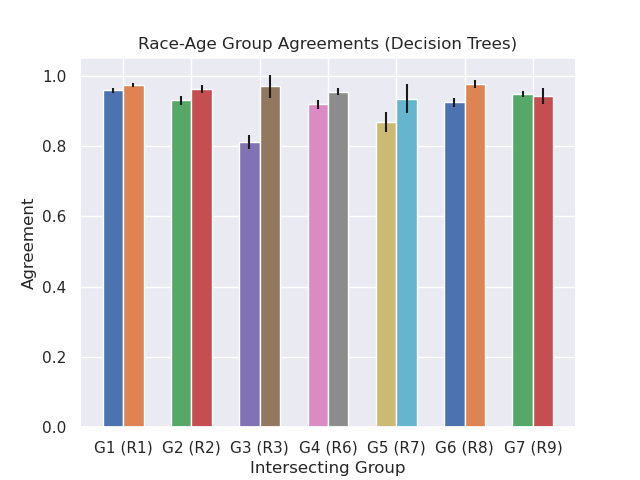 Race-Age Group Agreements (Decision Trees)
1.0
0.8
0.6
0.4
0.2
0.0
Agreement
G1 (R1) G2 (R2) G3 (R3) G4 (R6) G5 (R7) G6 (R8) G7 (R9)
Intersecting Group